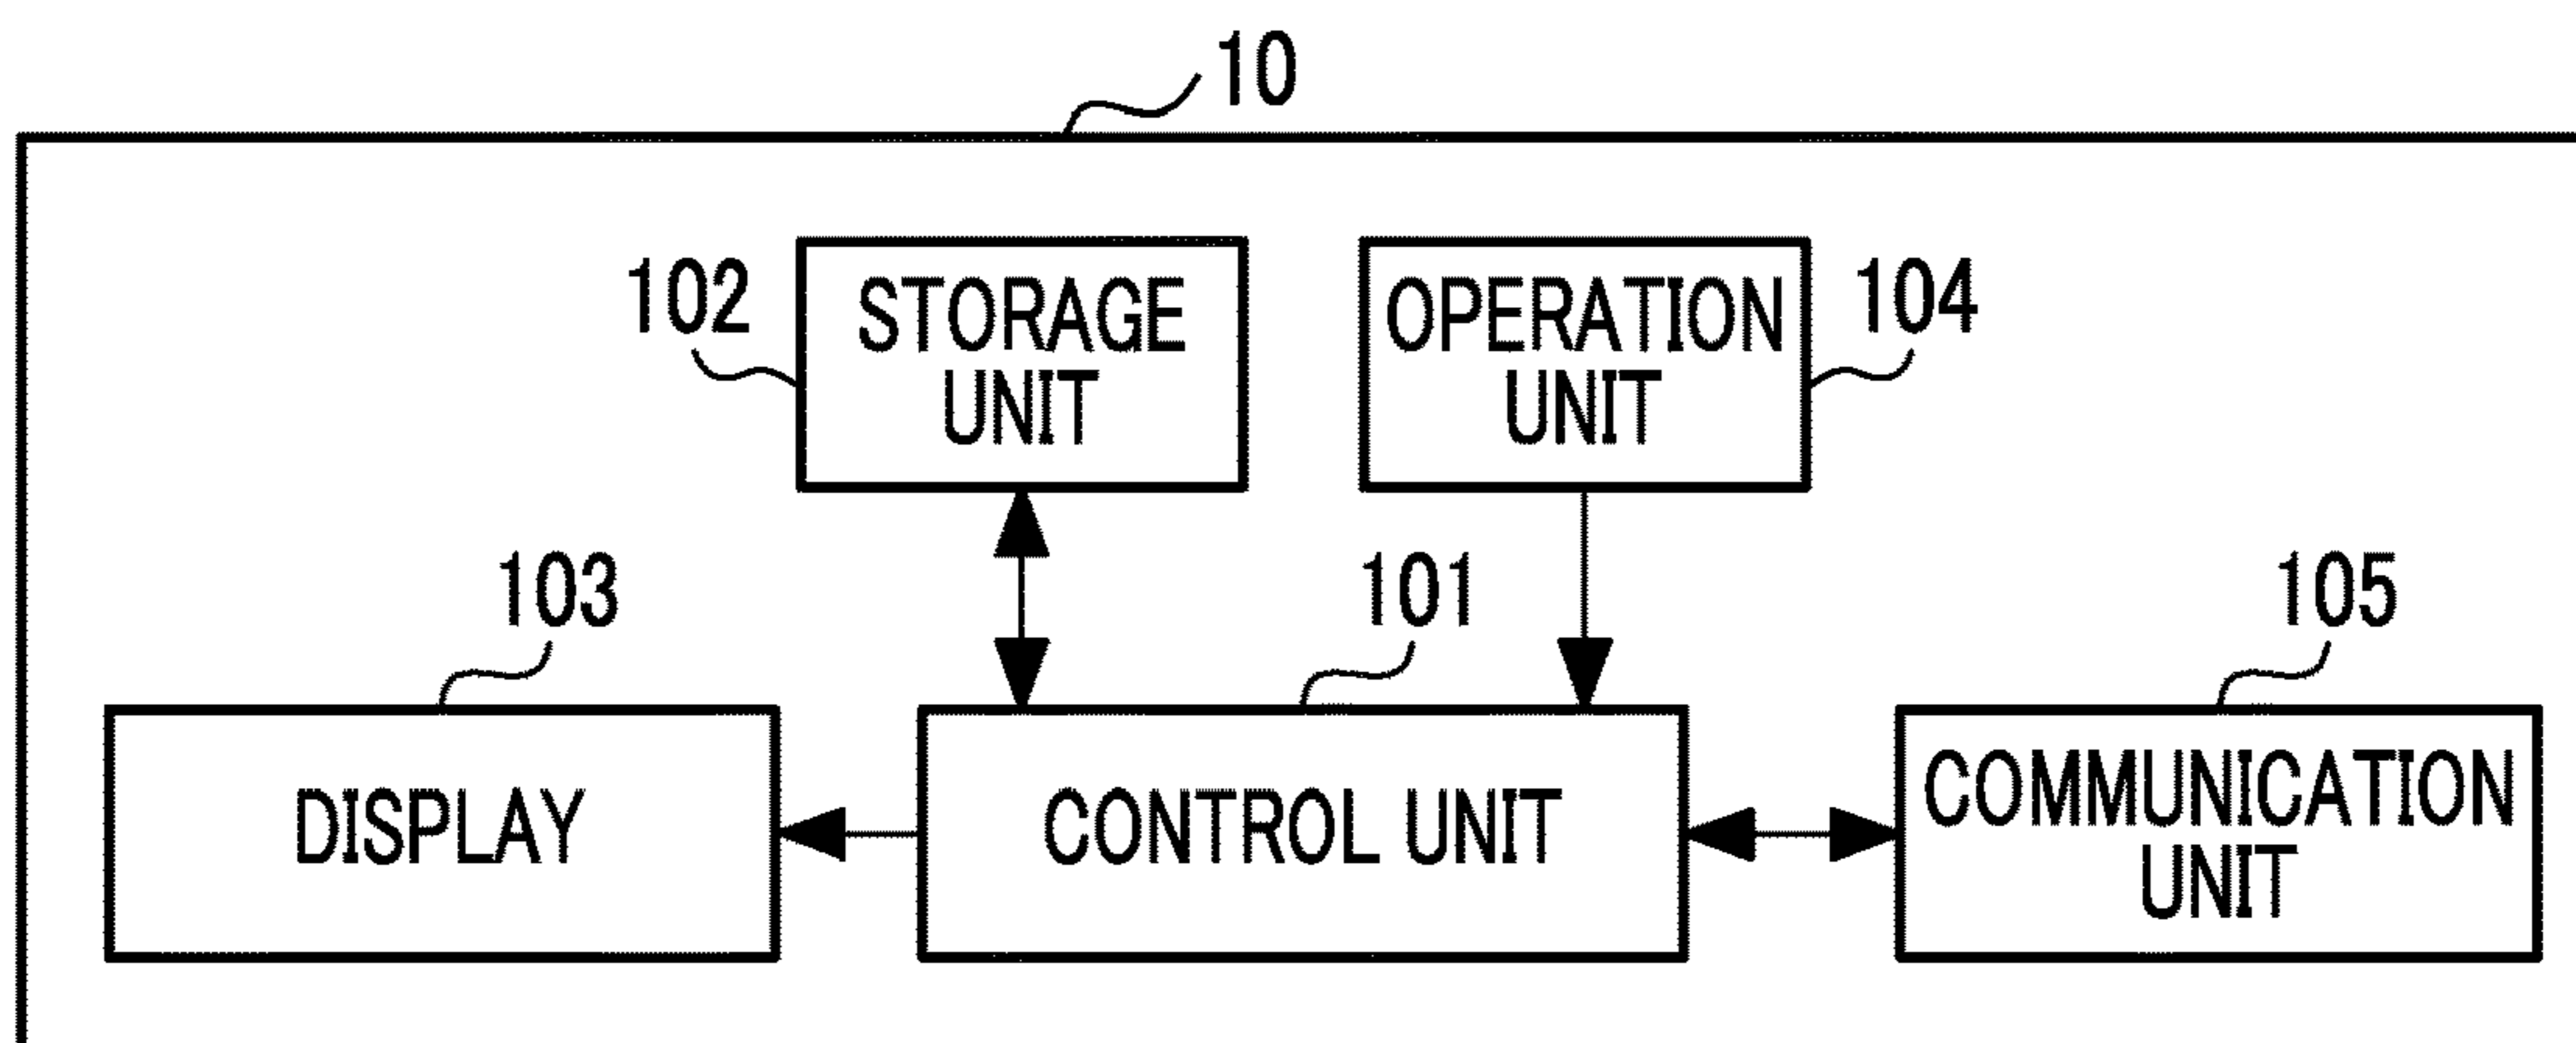 10
102
STORAGE
UNIT
OPERATION
UNIT
104
103
101
105
DISPLAY
CONTROL UNIT
COMMUNICATION
UNIT